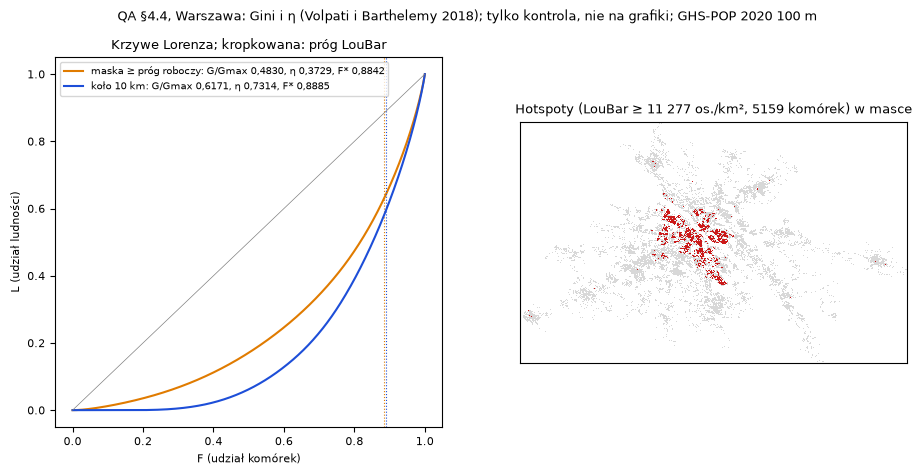 QA §4.4, Warszawa: Gini i η (Volpati i Barthelemy 2018); tylko kontrola, nie na grafiki; GHS-POP 2020 100 m
Krzywe Lorenza; kropkowana: próg LouBar
maska ≥ próg roboczy: G/Gmax 0,4830, η 0,3729, F* 0,8842
koło 10 km: G/Gmax 0,6171, η 0,7314, F* 0,8885
L (udział ludności)
1.0
0.8
0.6
0.4
0.2
0.0
0.0 0.2 0.4 0.6 0.8 1.0
F (udział komórek)
Hotspoty (LouBar ≥ 11 277 os./km², 5159 komórek) w masce